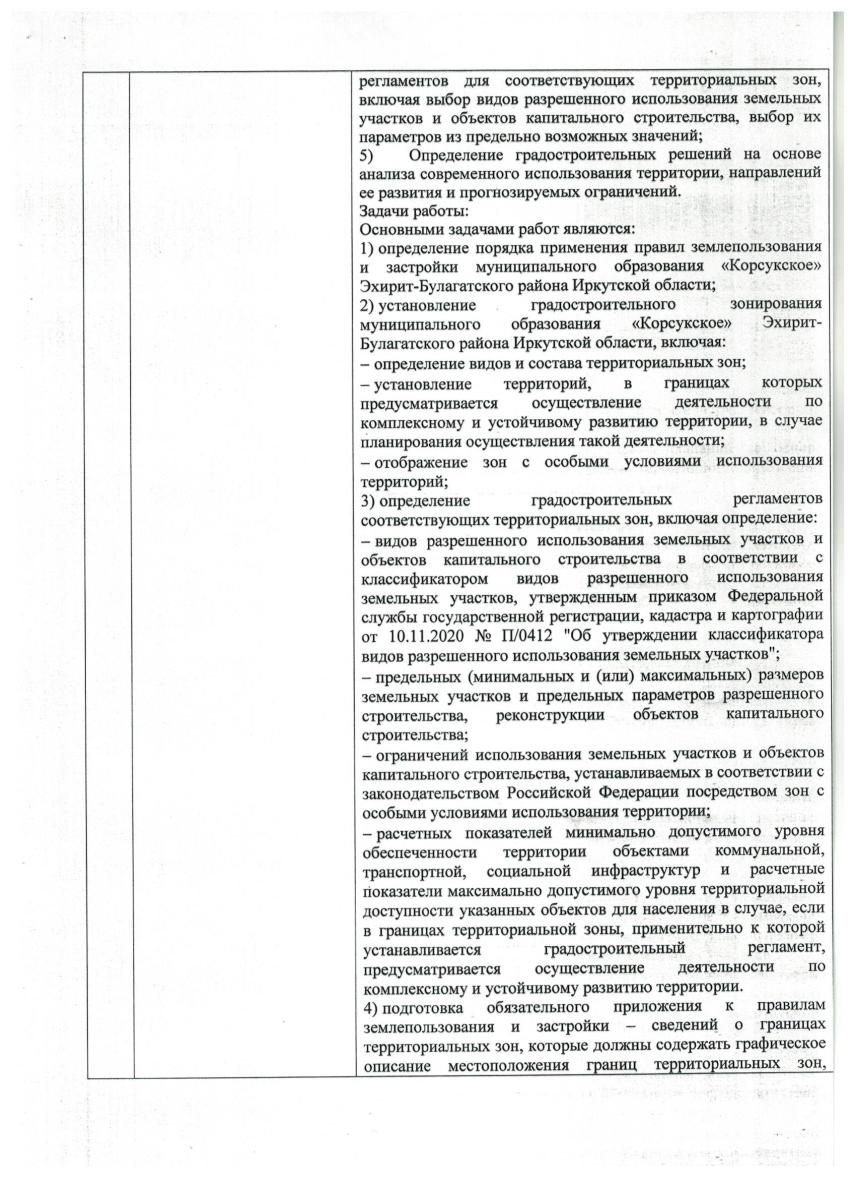 регламентов для соответствующих территориальных зон,
включая выбор видов разрешенного использования земельных
участков и объектов капитального строительства, выбор их
параметров из предельно возможных значений;
5) Определение градостроительных решений на основе
анализа современного использования территории, направлений
ее развития и прогнозируемых ограничений.
Задачи работы:
Основными задачами работ являются:
1) определение порядка применения правил землепользования
и застройки муниципального образования «Корсукское»
Эхирит-Булагатского района Иркутской области;
2) установление градостроительного зонирования
муниципального образования «Корсукское» Эхирит-
Булагатского района Иркутской области, включая:
– определение видов и состава территориальных зон;
– установление территорий, в границах которых
предусматривается осуществление деятельности по
комплексному и устойчивому развитию территории, в случае
планирования осуществления такой деятельности;
– отображение зон с особыми условиями использования
территорий;
3) определение градостроительных регламентов
соответствующих территориальных зон, включая определение:
– видов разрешенного использования земельных участков и
объектов капитального строительства в соответствии с
классификатором видов разрешенного использования
земельных участков, утвержденным приказом Федеральной
службы государственной регистрации, кадастра и картографии
от 10.11.2020 № П/0412 "Об утверждении классификатора
видов разрешенного использования земельных участков";
– предельных (минимальных и (или) максимальных) размеров
земельных участков и предельных параметров разрешенного
строительства, реконструкции объектов капитального
строительства;
– ограничений использования земельных участков и объектов
капитального строительства, устанавливаемых в соответствии с
законодательством Российской Федерации посредством зон с
особыми условиями использования территории;
– расчетных показателей минимально допустимого уровня
обеспеченности территории объектами коммунальной,
транспортной, социальной инфраструктур и расчетные
показатели максимально допустимого уровня территориальной
доступности указанных объектов для населения в случае, если
в границах территориальной зоны, применительно к которой
устанавливается градостроительный регламент,
предусматривается осуществление деятельности по
комплексному и устойчивому развитию территории.
4) подготовка обязательного приложения к правилам
землепользования и застройки – сведений о границах
территориальных зон, которые должны содержать графическое
описание местоположения границ территориальных зон,